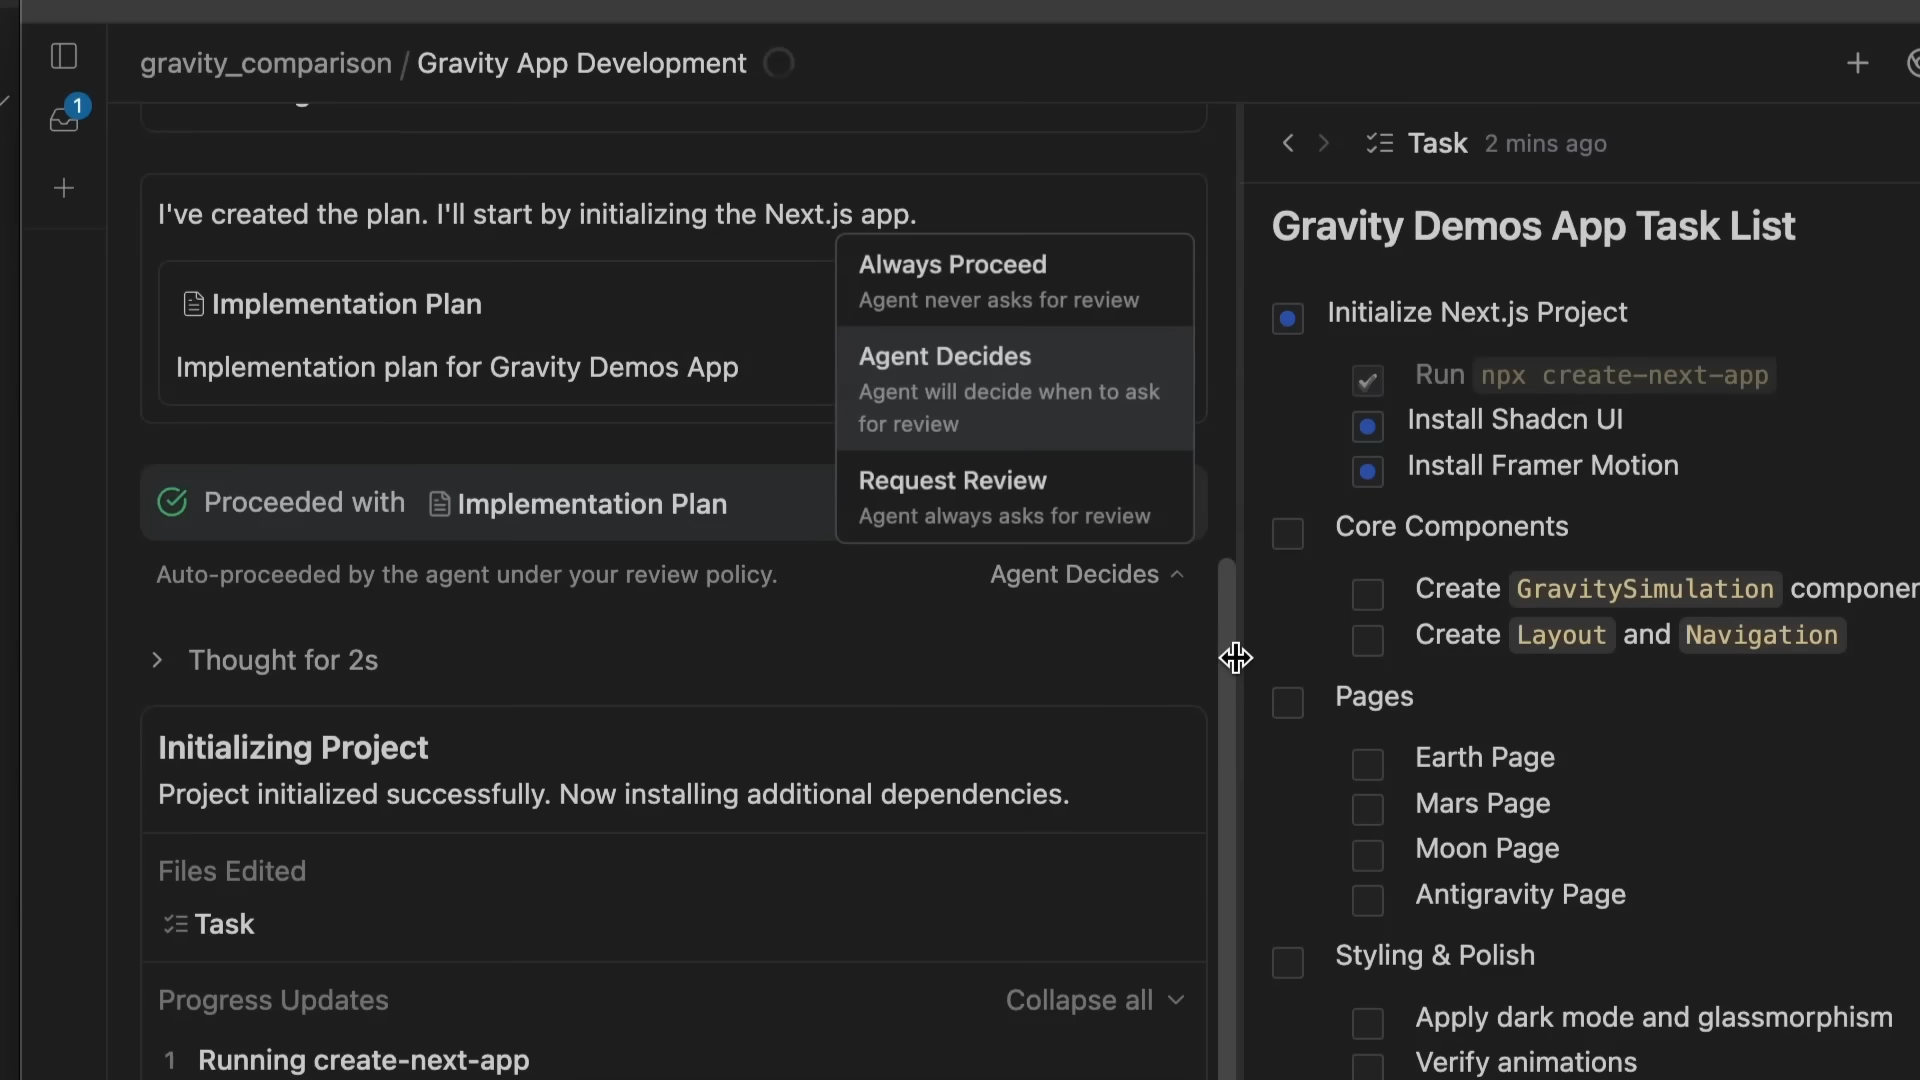 gravity_comparison / Gravity App Development
1
I've created the plan. I'll start by initializing the Next.js app.
Implementation Plan
Implementation plan for Gravity Demos App
Always Proceed
Agent never asks for review
Agent Decides
Agent will decide when to ask
for review
Request Review
Agent always asks for review
Proceeded with Implementation Plan
Auto-proceeded by the agent under your review policy.
Agent Decides
Thought for 2s
Initializing Project
Project initialized successfully. Now installing additional dependencies.
Files Edited
Task
Progress Updates
Collapse all
1 Running create-next-app
Task 2 mins ago
Gravity Demos App Task List
Initialize Next.js Project
Run npx create-next-app
Install Shadcn UI
Install Framer Motion
Core Components
Create GravitySimulation
Create Layout and Navigation
Pages
Earth Page
Mars Page
Moon Page
Antigravity Page
Styling & Polish
Apply dark mode and glassmorphism
Verify animations